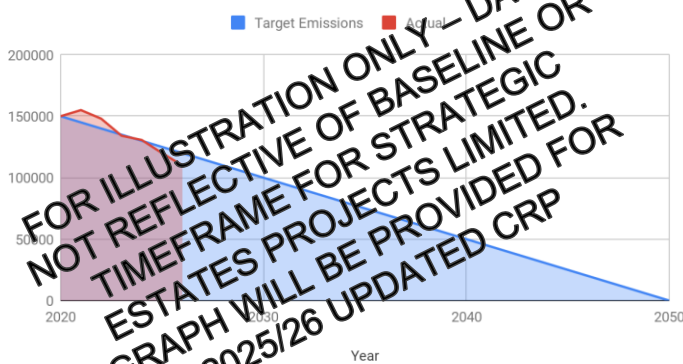 Target Emissions Actual
200000
150000
100000
50000
0
2020 2030 2040 2050
Year
FOR ILLUSTRATION ONLY – DA
NOT REFLECTIVE OF BASELINE OR
TIMEFRAME FOR STRATEGIC
ESTATES PROJECTS LIMITED.
GRAPH WILL BE PROVIDED FOR
2025/26 UPDATED CRP